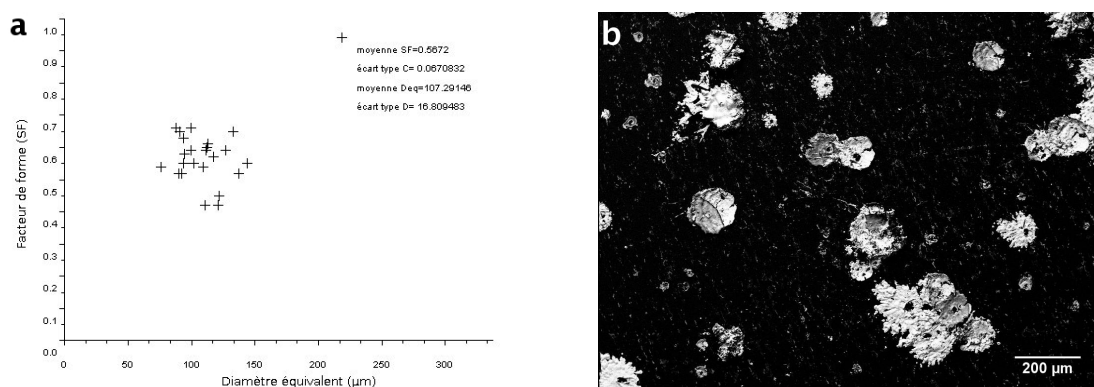 a
1.0
0.9
0.8
0.7
0.6
0.5
0.4
0.3
0.2
0.1
0.0
0
50
100
150
200
250
300
Facteur de forme (SF)
Diamètre équivalent (µm)
moyenne SF=0.5672
écart type C= 0.0670832
moyenne Deq=107.29146
écart type D= 16.809483
b
200 µm